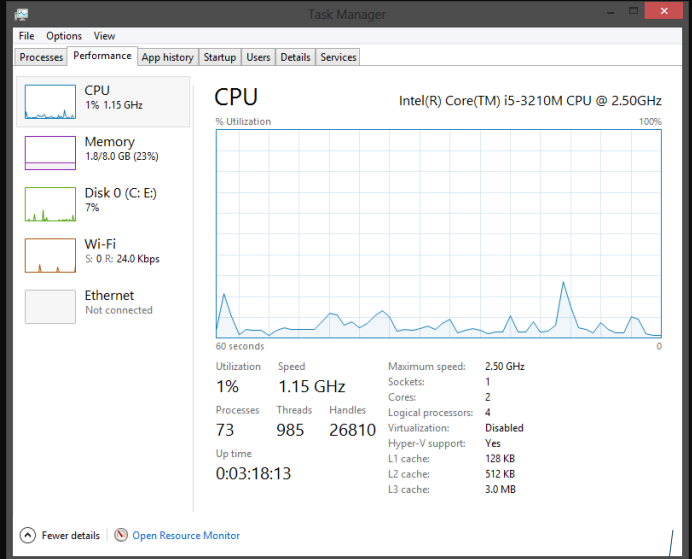 Task Manager
File Options View
Processes Performance App history Startup Users Details Services
CPU
1% 1.15 GHz
Memory
1.8/8.0 GB (23%)
Disk 0 (C: E:)
7%
Wi-Fi
S: 0 R: 24.0 Kbps
Ethernet
Not connected
CPU Intel(R) Core(TM) i5-3210M CPU @ 2.50GHz
% Utilization 100%
60 seconds 0
Utilization Speed
1% 1.15 GHz
Processes Threads Handles
73 985 26810
Up time
0:03:18:13
Maximum speed: 2.50 GHz
Sockets: 1
Cores: 2
Logical processors: 4
Virtualization: Disabled
Hyper-V support: Yes
L1 cache: 128 KB
L2 cache: 512 KB
L3 cache: 3.0 MB
Fewer details Open Resource Monitor